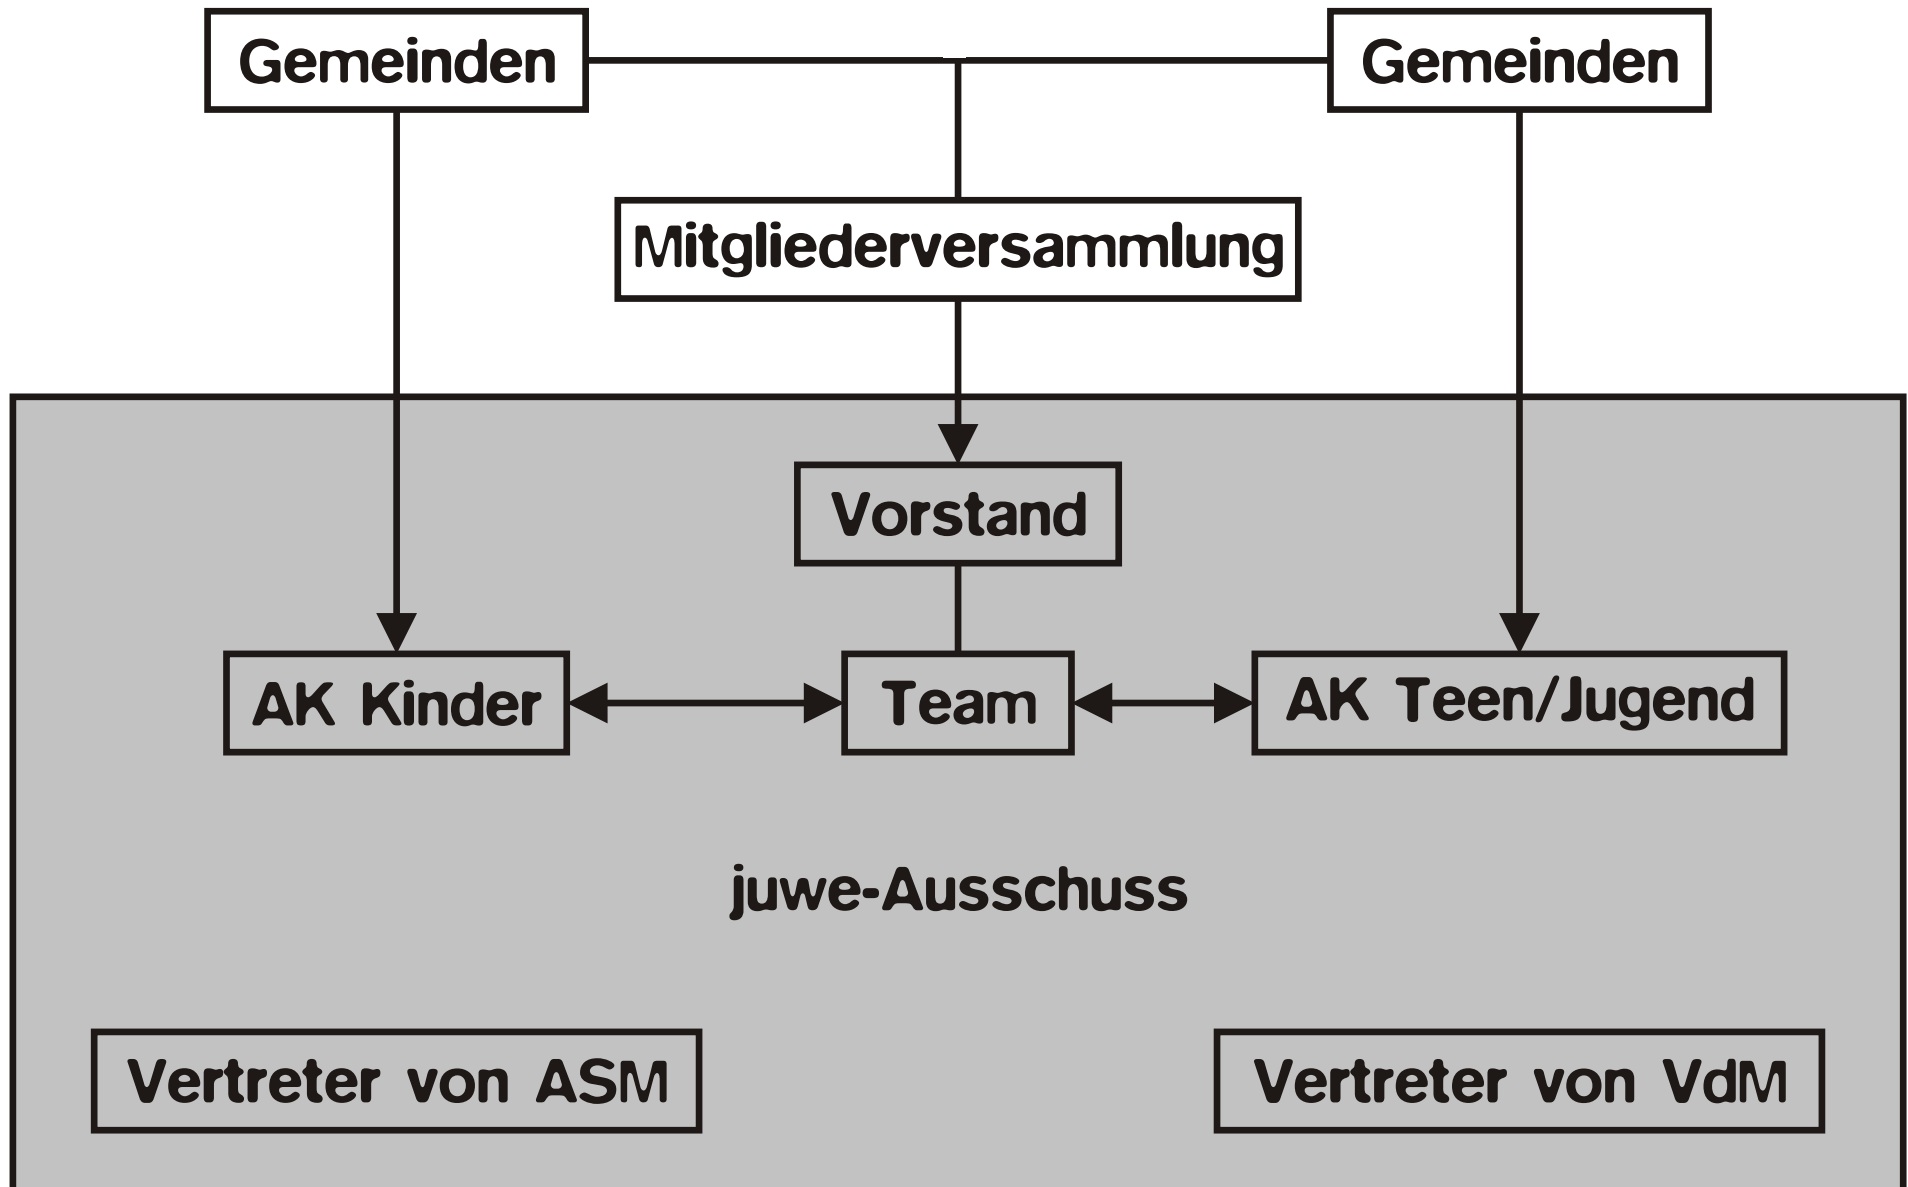 Gemeinden
Gemeinden
Mitgliederversammlung
Vorstand
AK Kinder
Team
AK Teen/Jugend
juwe-Ausschuss
Vertreter von ASM
Vertreter von VdM